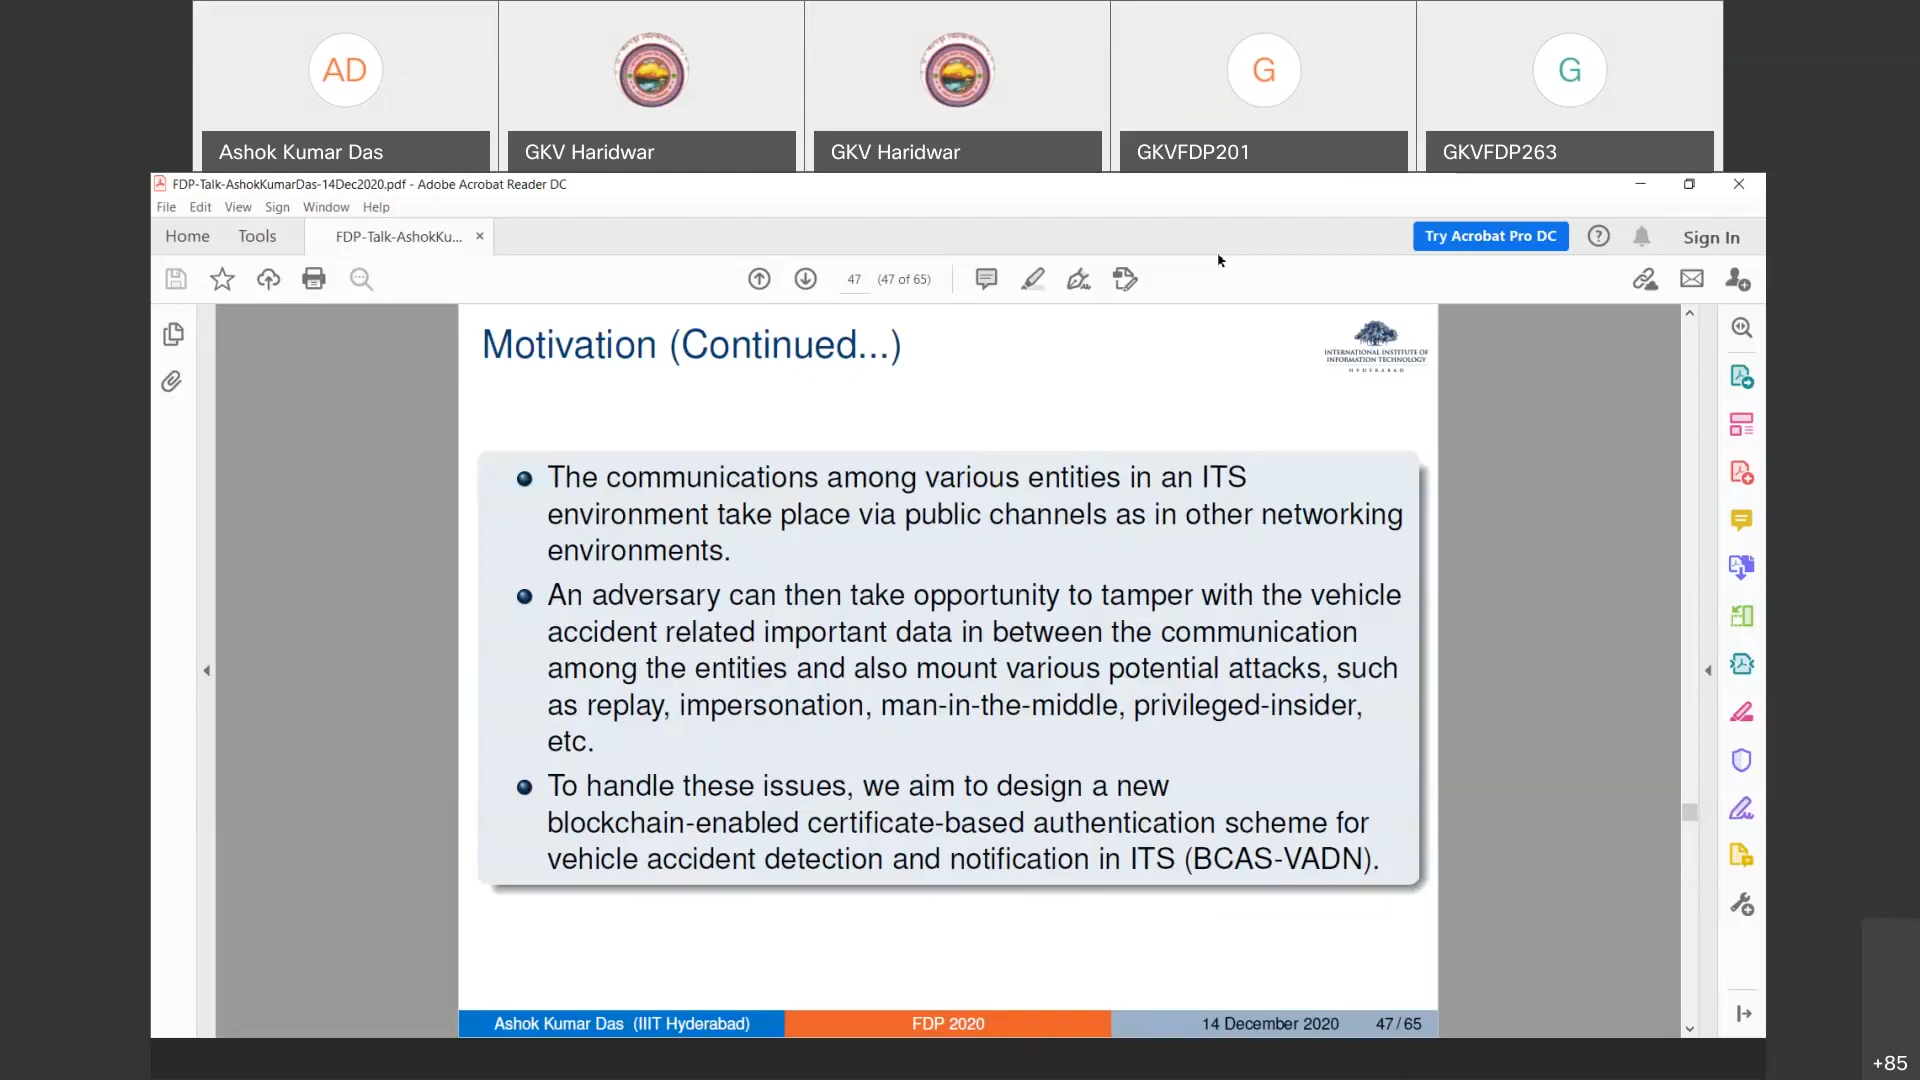 AD
G
G
Ashok Kumar Das
GKV Haridwar
GKV Haridwar
GKVFDP201
GKVFDP263
FDP-Talk-AshokKumarDas-14Dec2020.pdf - Adobe Acrobat Reader DC
File Edit View Sign Window Help
Home Tools FDP-Talk-AshokKu... ×
Try Acrobat Pro DC
Sign In
47 (47 of 65)
Motivation (Continued...)
INTERNATIONAL INSTITUTE OF
INFORMATION TECHNOLOGY
HYDERABAD
The communications among various entities in an ITS
environment take place via public channels as in other networking
environments.
An adversary can then take opportunity to tamper with the vehicle
accident related important data in between the communication
among the entities and also mount various potential attacks, such
as replay, impersonation, man-in-the-middle, privileged-insider,
etc.
To handle these issues, we aim to design a new
blockchain-enabled certificate-based authentication scheme for
vehicle accident detection and notification in ITS (BCAS-VADN).
Ashok Kumar Das (IIIT Hyderabad)
FDP 2020
14 December 2020 47/65
+85